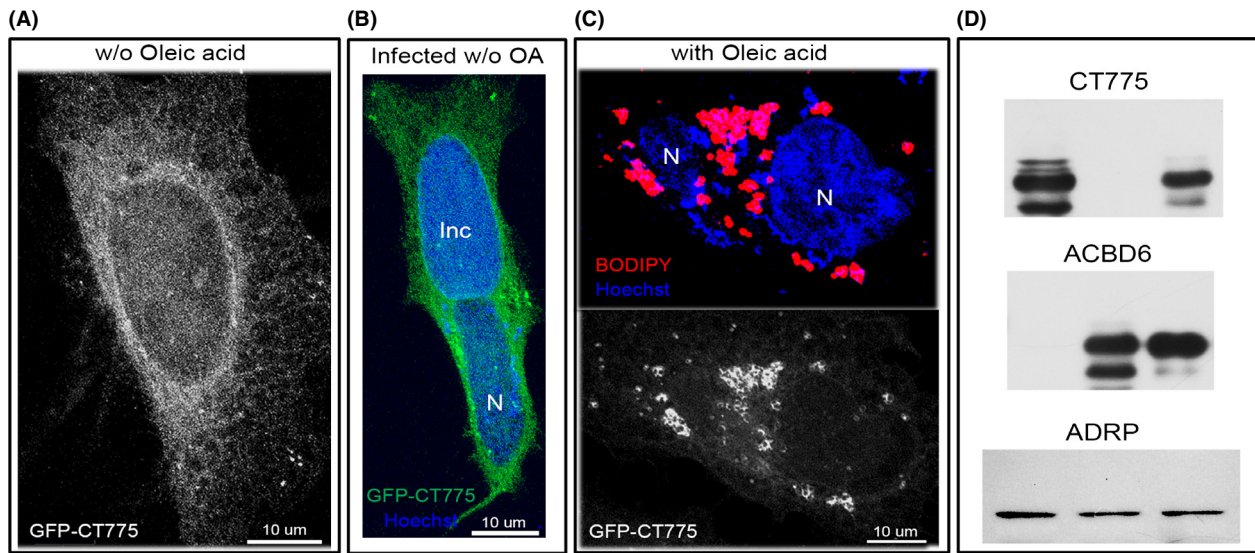 (A)
w/o Oleic acid
GFP-CT775
10 um
(B)
Infected w/o OA
Inc
N
GFP-CT775
Hoechst
10 um
(C)
with Oleic acid
N
N
BODIPY
Hoechst
GFP-CT775
10 um
(D)
CT775
ACBD6
ADRP